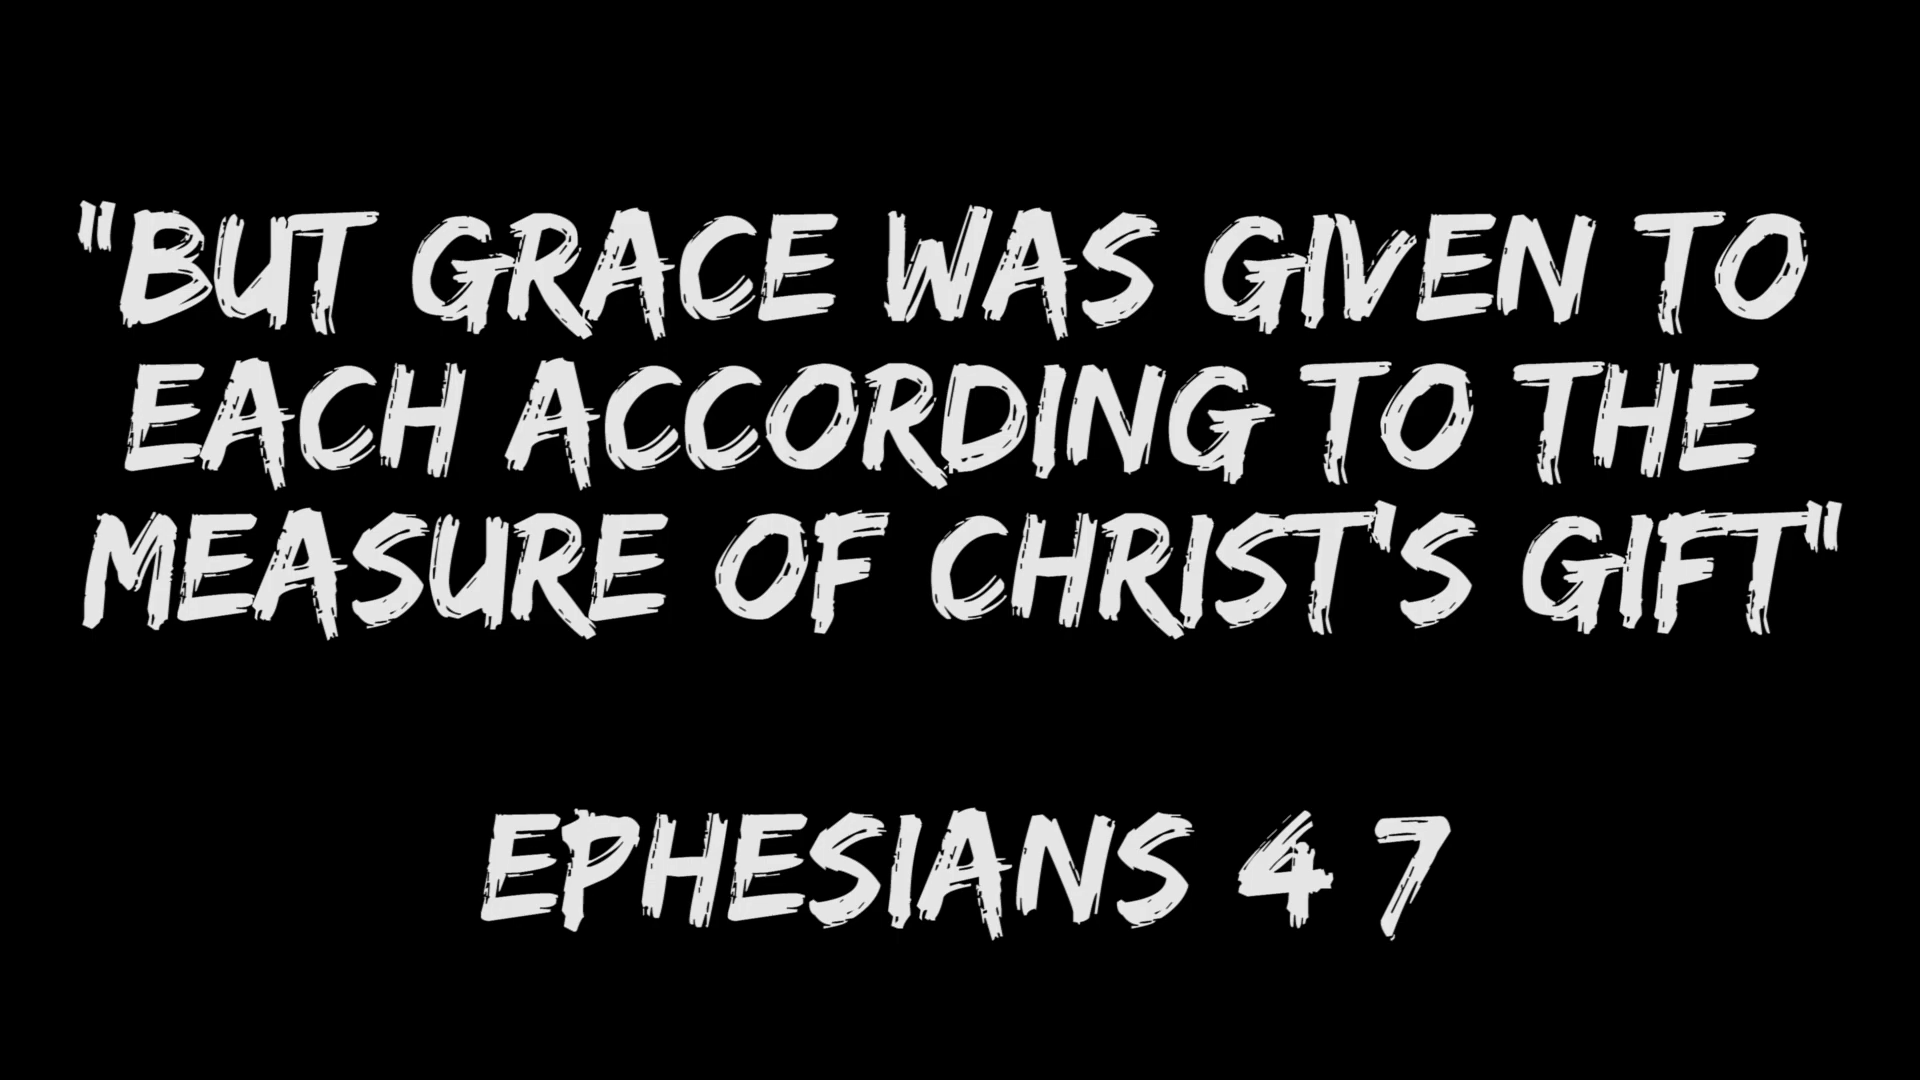 "BUT GRACE WAS GIVEN TO
EACH ACCORDING TO THE
MEASURE OF CHRIST'S GIFT"
EPHESIANS 4 7